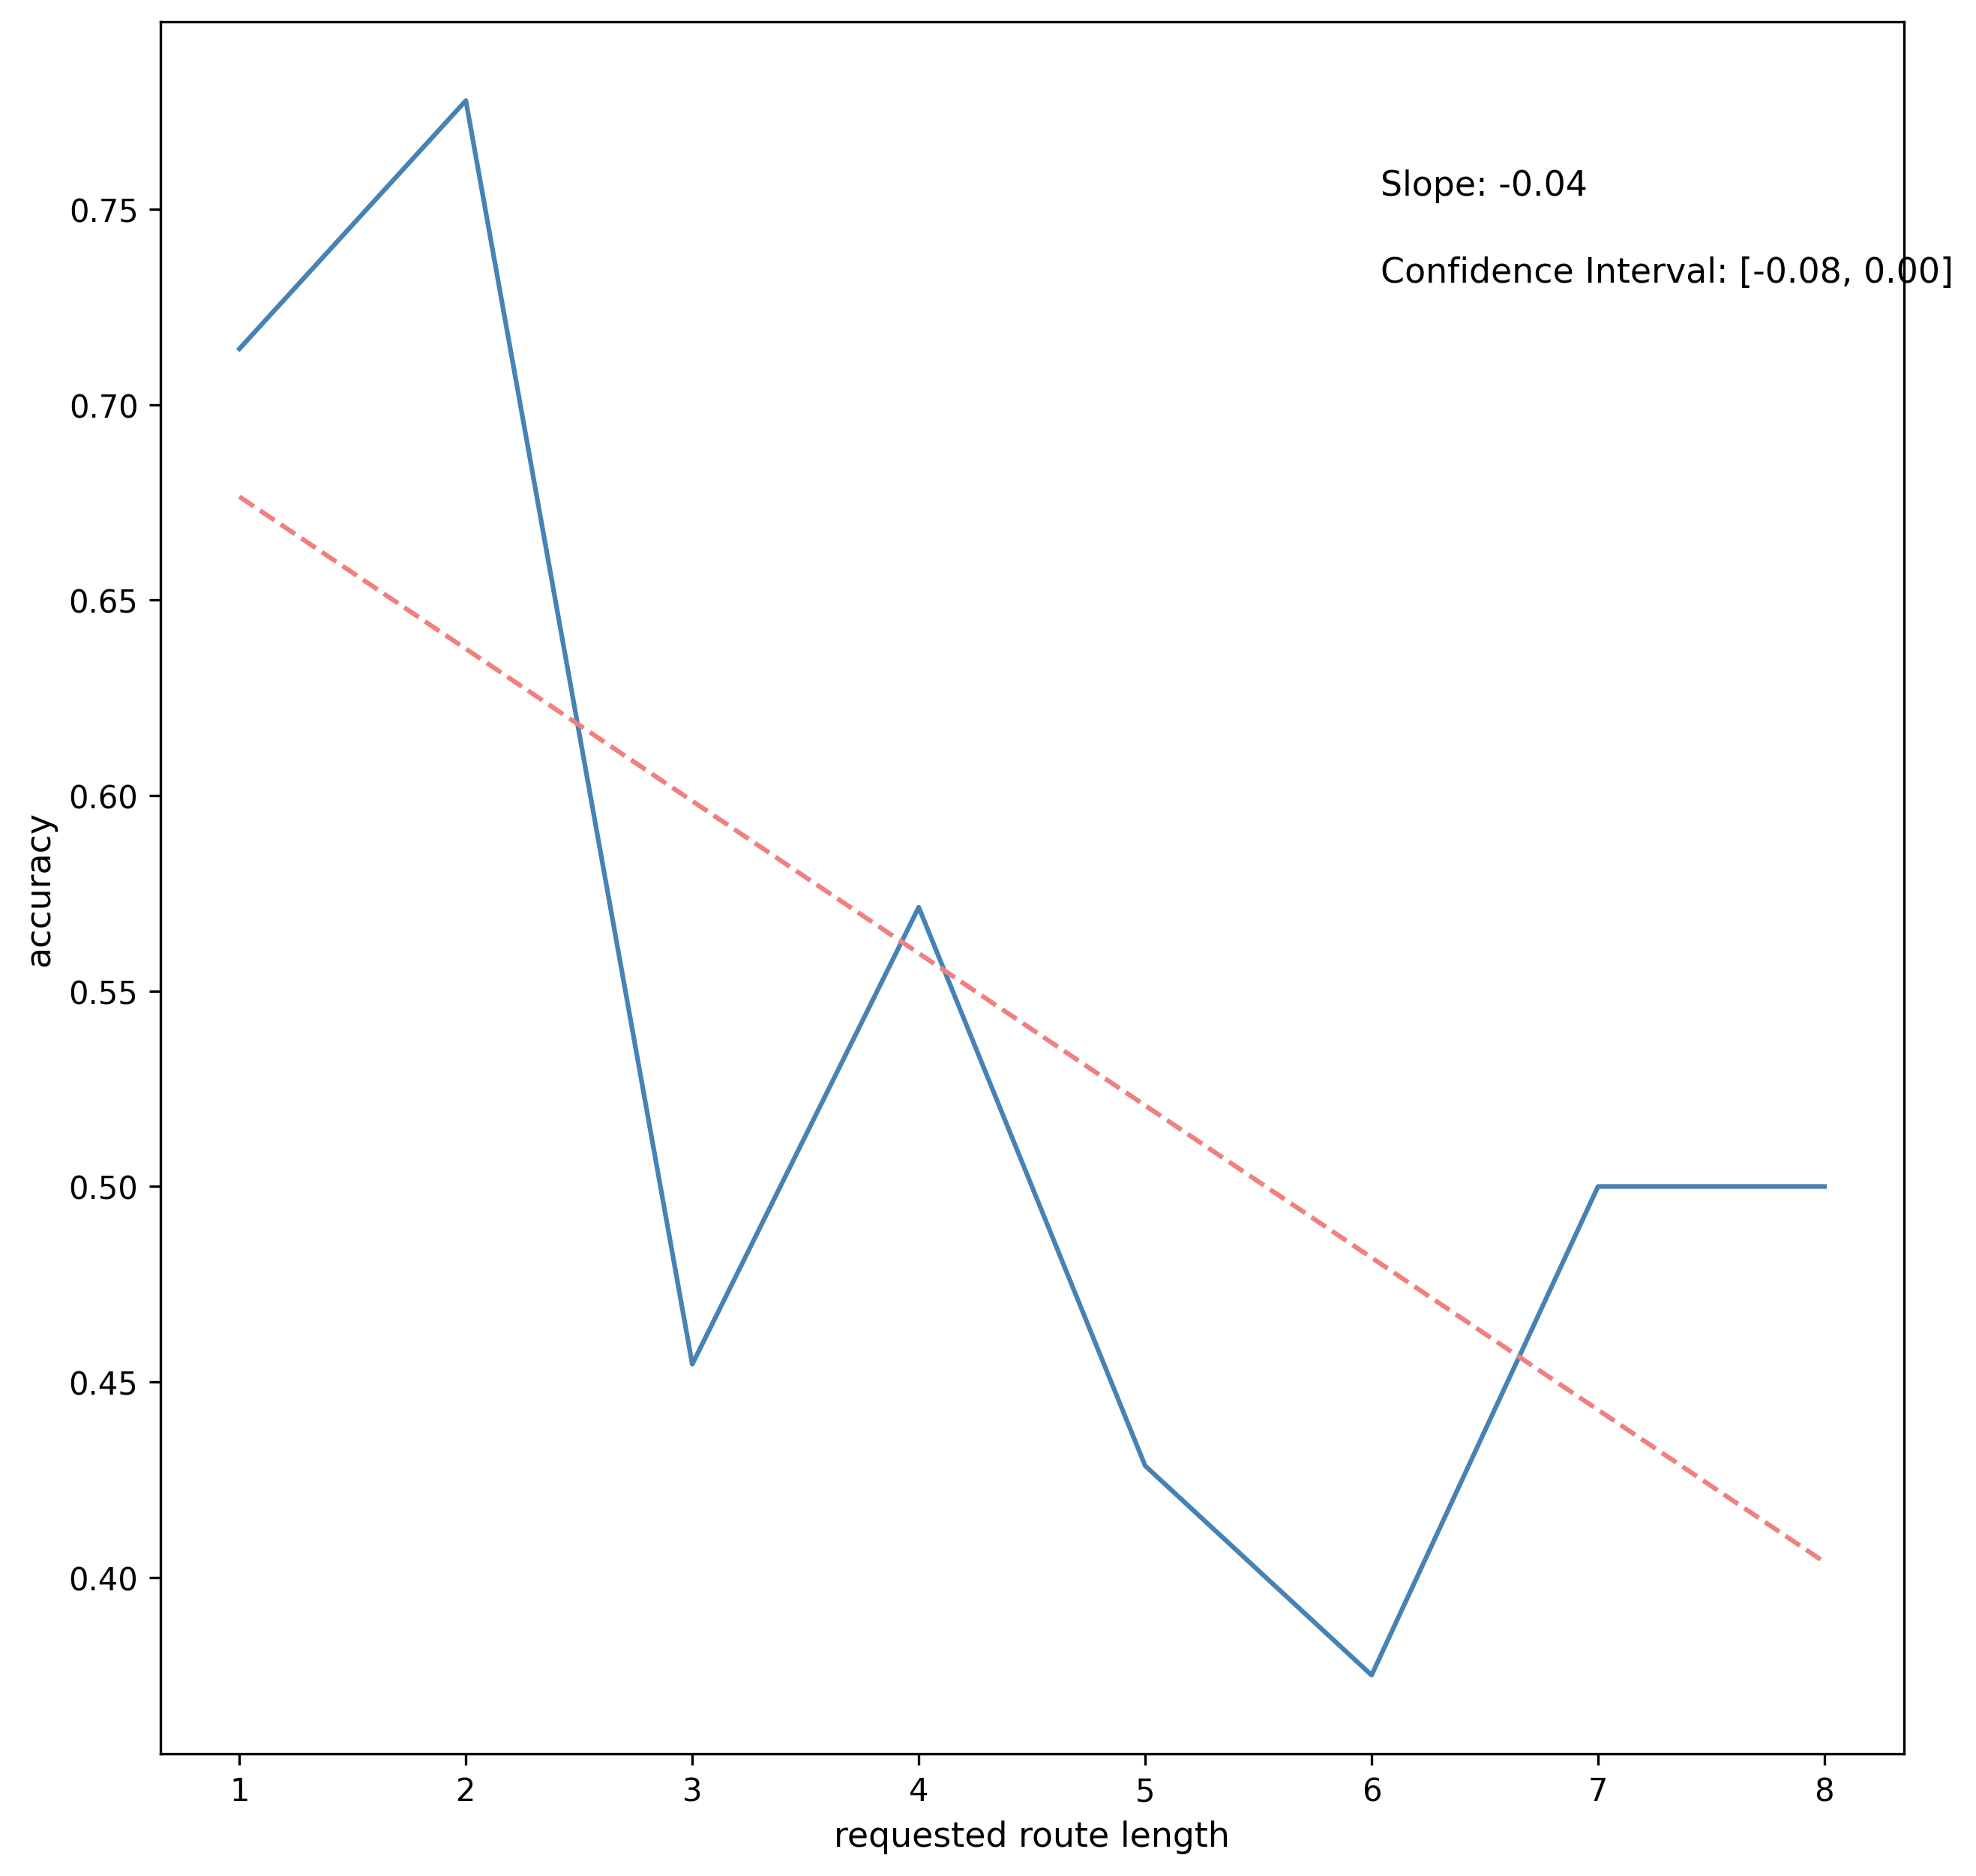 Slope: -0.04
Confidence Interval: [-0.08, 0.00]
0.75
0.70
0.65
0.60
0.55
0.50
0.45
0.40
accuracy
1 2 3 4 5 6 7 8
requested route length